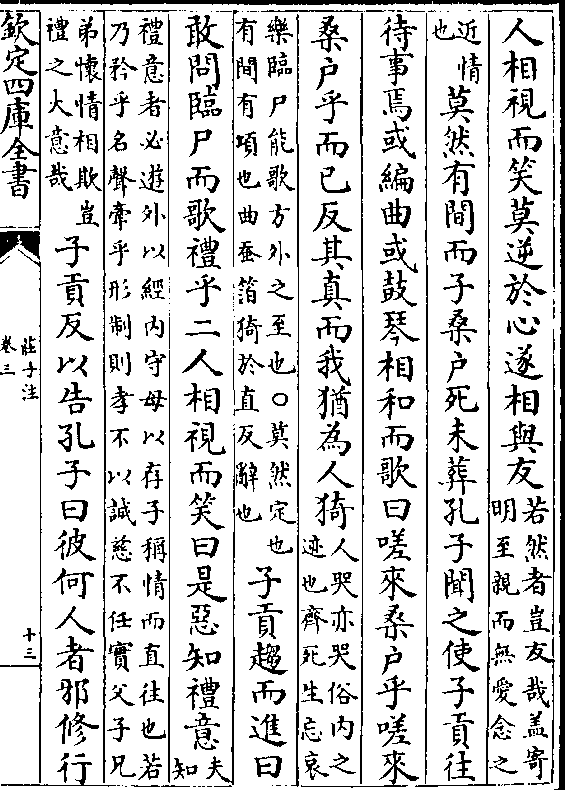 人相視而笑莫逆於心遂相與友若然者豈友哉蓋寄明至親而無愛念之
近情也莫然有間而子桑户死未葬孔子聞之使子貢往
待事焉或編曲或鼓琴相和而歌曰嗟來桑户乎嗟來
桑户乎而已反其真而我猶為人猗人哭亦哭俗内之迹也齊死生忘哀
樂臨尸能歌方外之至也○莫然定也有間有項也曲蚕箔猗於直反辭也子貢趨而進曰
敢問臨尸而歌禮乎二人相視而笑曰是惡知禮意夫知
禮意者必遊外以經内守母以存子稱情而直往也若乃矜乎名聲牽乎形制則孝不以誠慈不任實父子兄
弟懷情相欺豈禮之大意哉子貢反以告孔子曰彼何人者邪修行
欽定四庫全書
莊子注
卷三
十三